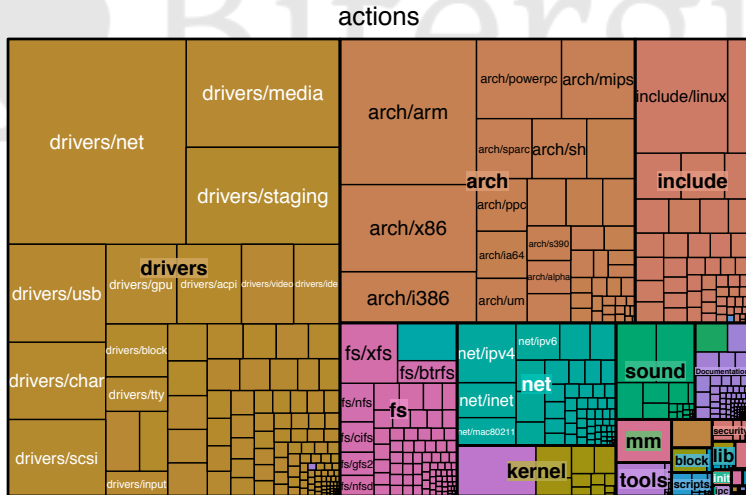 actions
drivers/net
drivers/media
drivers/staging
drivers
drivers/usb
drivers/gpu
drivers/acpi
drivers/video
drivers/ide
drivers/char
drivers/block
drivers/tty
drivers/scsi
drivers/input
arch/arm
arch/powerpc
arch/mips
arch/sparc
arch/sh
arch
arch/x86
arch/ppc
arch/ia64
arch/s390
arch/alpha
arch/i386
arch/um
include/linux
include
fs/xfs
fs/btrfs
fs/nfs
fs
fs/cifs
fs/gfs2
fs/nfsd
net/ipv4
net/ipv6
net
net/inet
net/mac80211
kernel
sound
Documentation
mm
security
block
lib
tools
scripts
init
ipc